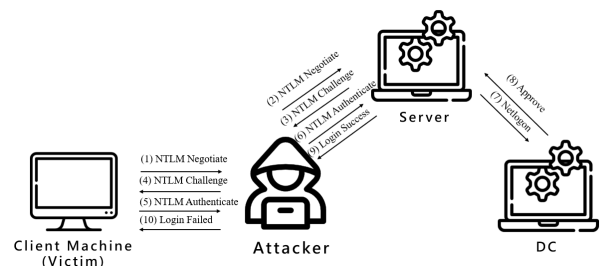 (2) NTLM Negotiate
(3) NTLM Challenge
(6) NTLM Authenticate
(9) Login Success
Server
(8) Approve
(7) Netlogon
(1) NTLM Negotiate
(4) NTLM Challenge
(5) NTLM Authenticate
(10) Login Failed
Client Machine
(Victim)
Attacker
DC